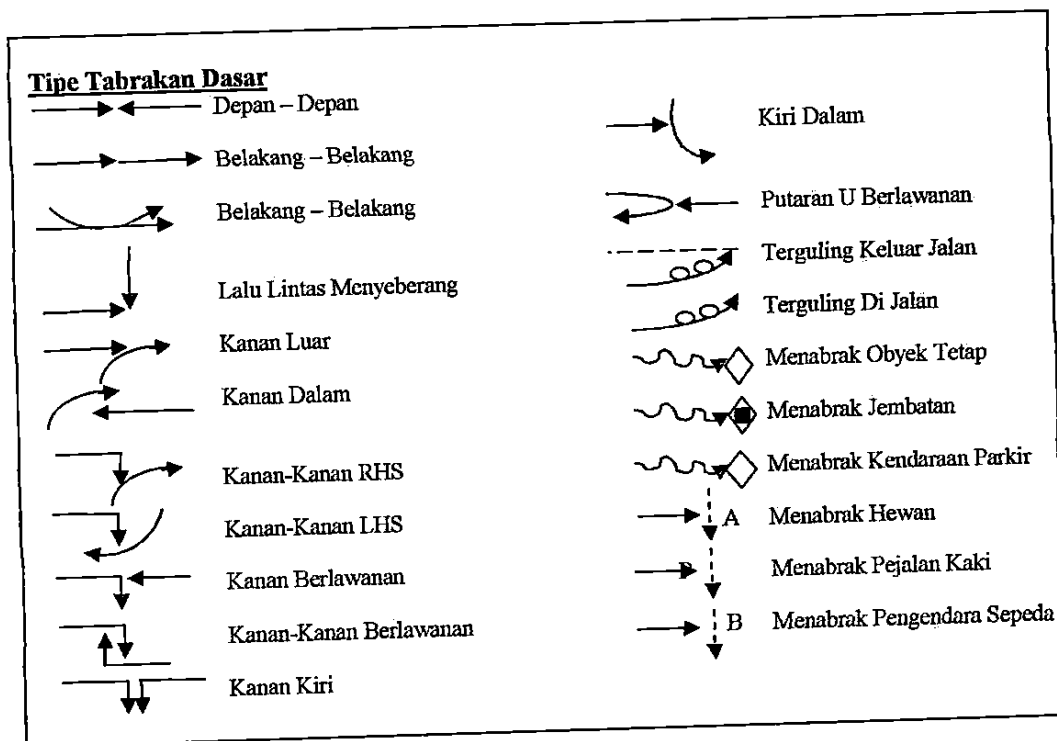 Tipe Tabrakan Dasar
Depan – Depan
Belakang – Belakang
Belakang – Belakang
Lalu Lintas Menyeberang
Kanan Luar
Kanan Dalam
Kanan-Kanan RHS
Kanan-Kanan LHS
Kanan Berlawanan
Kanan-Kanan Berlawanan
Kanan Kiri
Kiri Dalam
Putaran U Berlawanan
Terguling Keluar Jalan
Terguling Di Jalan
Menabrak Obyek Tetap
Menabrak Jembatan
Menabrak Kendaraan Parkir
A Menabrak Hewan
Menabrak Pejalan Kaki
B Menabrak Pengendara Sepeda